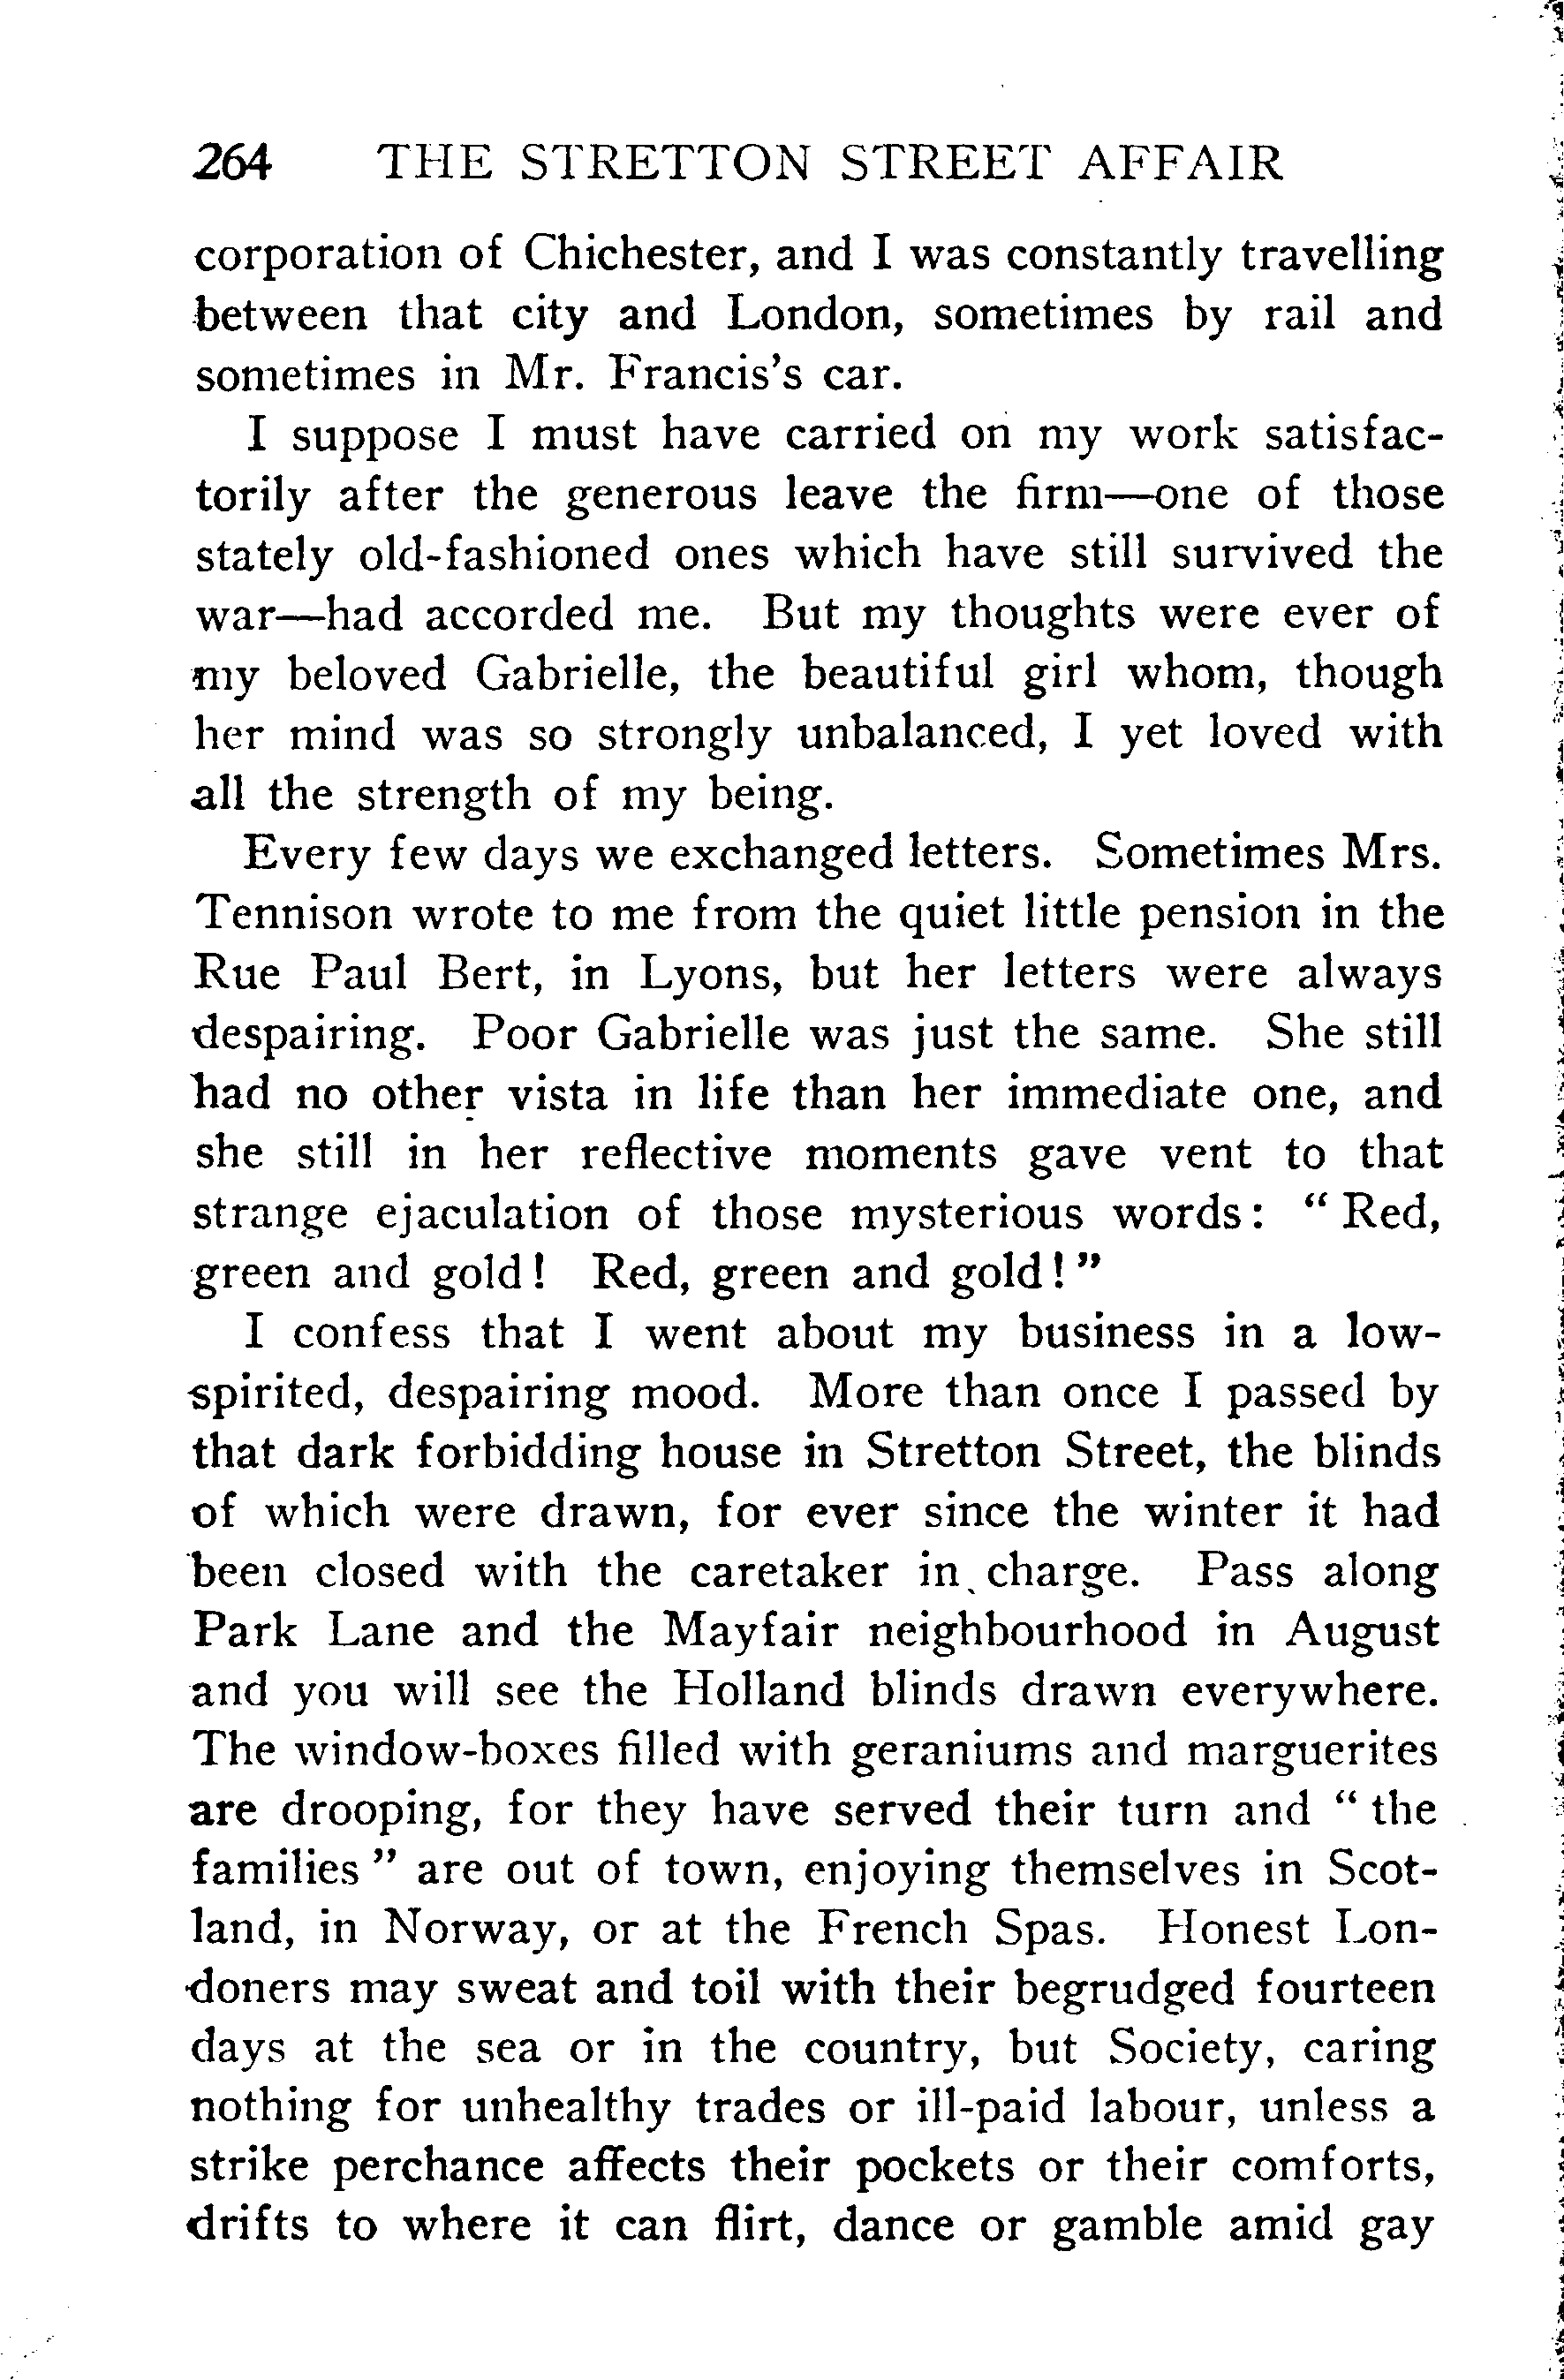 264 THE STRETTON STREET AFFAIR
corporation of Chichester, and I was constantly travelling
between that city and London, sometimes by rail and
sometimes in Mr. Francis's car.
I suppose I must have carried on my work satisfac-
torily after the generous leave the firm—one of those
stately old-fashioned ones which have still survived the
war—had accorded me. But my thoughts were ever of
my beloved Gabrielle, the beautiful girl whom, though
her mind was so strongly unbalanced, I yet loved with
all the strength of my being.
Every few days we exchanged letters. Sometimes Mrs.
Tennison wrote to me from the quiet little pension in the
Rue Paul Bert, in Lyons, but her letters were always
despairing. Poor Gabrielle was just the same. She still
had no other vista in life than her immediate one, and
she still in her reflective moments gave vent to that
strange ejaculation of those mysterious words: “ Red,
green and gold! Red, green and gold!”
I confess that I went about my business in a low-
spirited, despairing mood. More than once I passed by
that dark forbidding house in Stretton Street, the blinds
of which were drawn, for ever since the winter it had
been closed with the caretaker in charge. Pass along
Park Lane and the Mayfair neighbourhood in August
and you will see the Holland blinds drawn everywhere.
The window-boxes filled with geraniums and marguerites
are drooping, for they have served their turn and “ the
families ” are out of town, enjoying themselves in Scot-
land, in Norway, or at the French Spas. Honest Lon-
doners may sweat and toil with their begrudged fourteen
days at the sea or in the country, but Society, caring
nothing for unhealthy trades or ill-paid labour, unless a
strike perchance affects their pockets or their comforts,
drifts to where it can flirt, dance or gamble amid gay